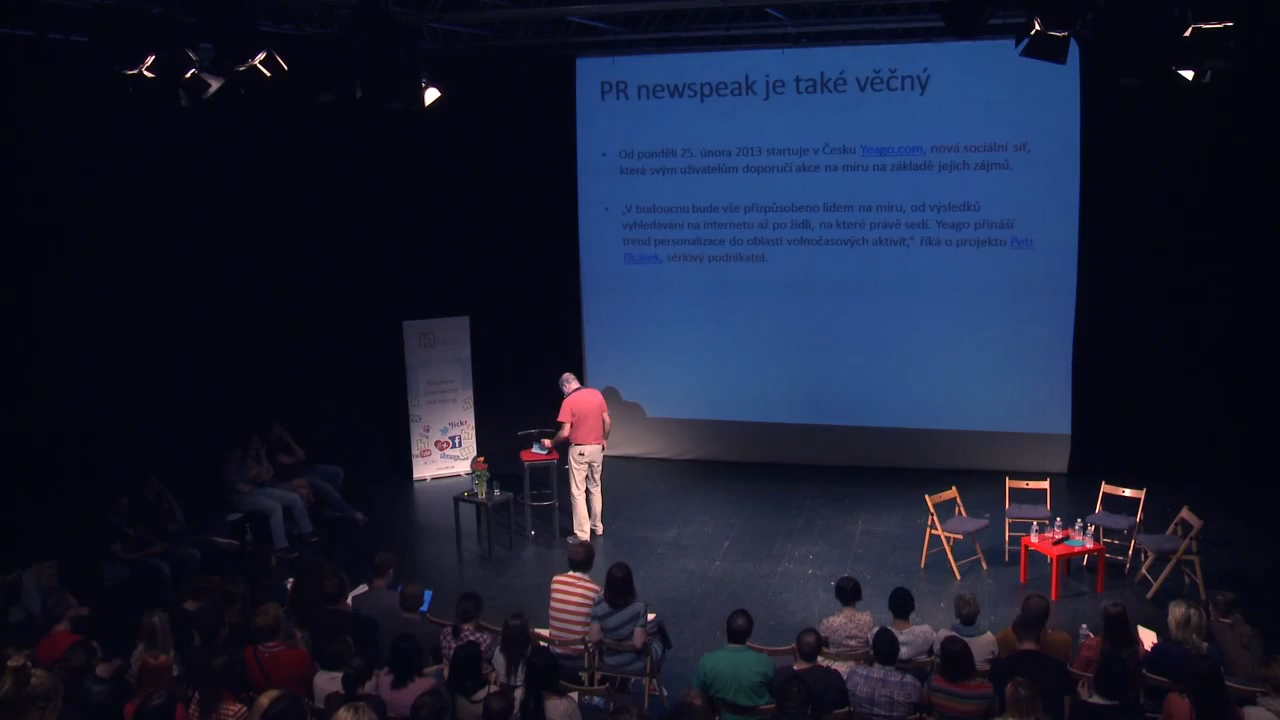 PR newspeak je také věčný
Od pondělí 25. února 2013 startuje v Česku Yeago.com, nová sociální síť,
která svým uživatelům doporučí akce na míru na základě jejich zájmů.
„V budoucnu bude vše přizpůsobeno lidem na míru, od výsledků
vyhledávání na internetu až po židli, na které právě sedí. Yeago přináší
trend personalizace do oblasti volnočasových aktivit,“ říká o projektu Petr
sériový podnikatel.
flickr
f